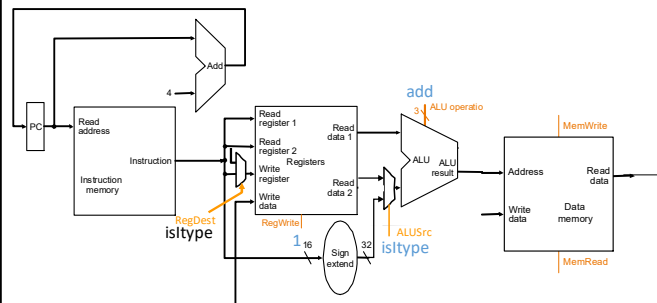 Add
4
add
3
ALU operatio
PC
Read
address
Instruction
Instruction
memory
Read
register 1
Read
register 2
Write
register
Write
data
Registers
Read
data 1
Read
data 2
ALU
ALU
result
MemWrite
Address
Read
data
Write
data
Data
memory
MemRead
RegDest
isItype
RegWrite
ALUSrc
isItype
1
16
Sign
extend
32